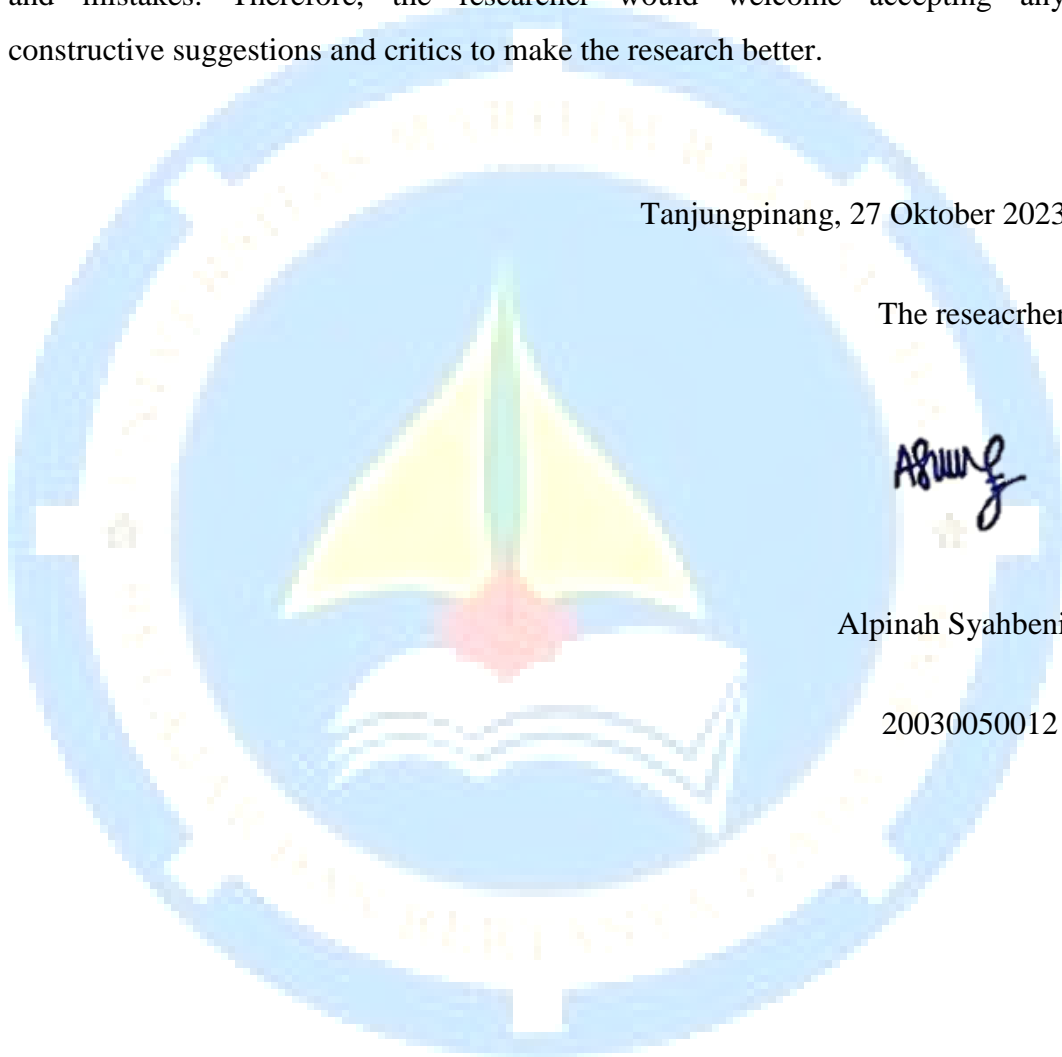 and mistakes. Therefore, the researcher would welcome accepting any
constructive suggestions and critics to make the research better.
Tanjungpinang, 27 Oktober 2023
The reseacrher
Alpinah Syahbeni
20030050012